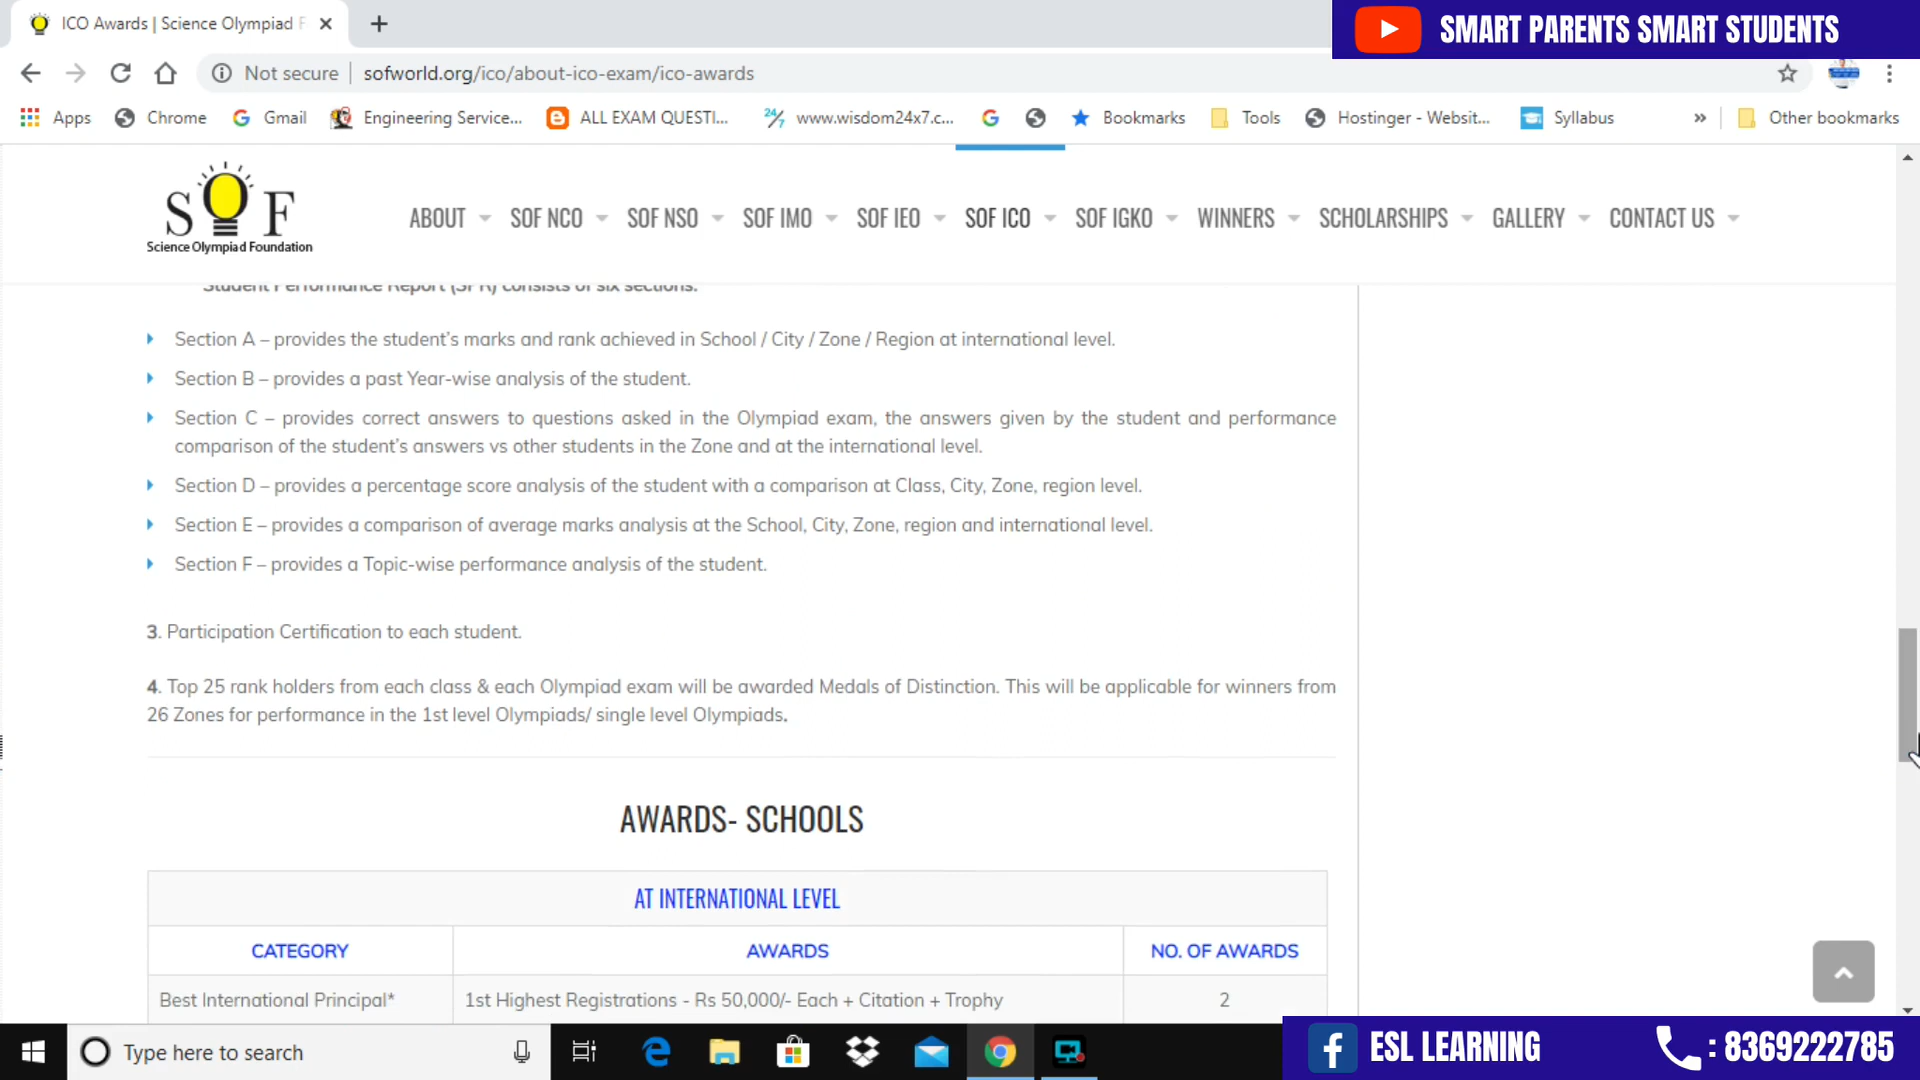 ICO Awards | Science Olympiad F
SMART PARENTS SMART STUDENTS
Not secure
sofworld.org/ico/about-ico-exam/ico-awards
Apps
Chrome
Gmail
Engineering Service...
ALL EXAM QUESTI...
24/7
www.wisdom24x7.c...
Bookmarks
Tools
Hostinger - Websit...
Syllabus
»
Other bookmarks
S F
Science Olympiad Foundation
ABOUT
SOF NCO
SOF NSO
SOF IMO
SOF IEO
SOF ICO
SOF IGKO
WINNERS
SCHOLARSHIPS
GALLERY
CONTACT US
Student Performance Report (SPR) consists of six sections.
Section A – provides the student's marks and rank achieved in School / City / Zone / Region at international level.
Section B – provides a past Year-wise analysis of the student.
Section C – provides correct answers to questions asked in the Olympiad exam, the answers given by the student and performance
comparison of the student's answers vs other students in the Zone and at the international level.
Section D – provides a percentage score analysis of the student with a comparison at Class, City, Zone, region level.
Section E – provides a comparison of average marks analysis at the School, City, Zone, region and international level.
Section F – provides a Topic-wise performance analysis of the student.
3. Participation Certification to each student.
4. Top 25 rank holders from each class & each Olympiad exam will be awarded Medals of Distinction. This will be applicable for winners from
26 Zones for performance in the 1st level Olympiads/ single level Olympiads.
AWARDS- SCHOOLS
AT INTERNATIONAL LEVEL
CATEGORY
AWARDS
NO. OF AWARDS
Best International Principal*
1st Highest Registrations - Rs 50,000/- Each + Citation + Trophy
2
Type here to search
ESL LEARNING
: 8369222785